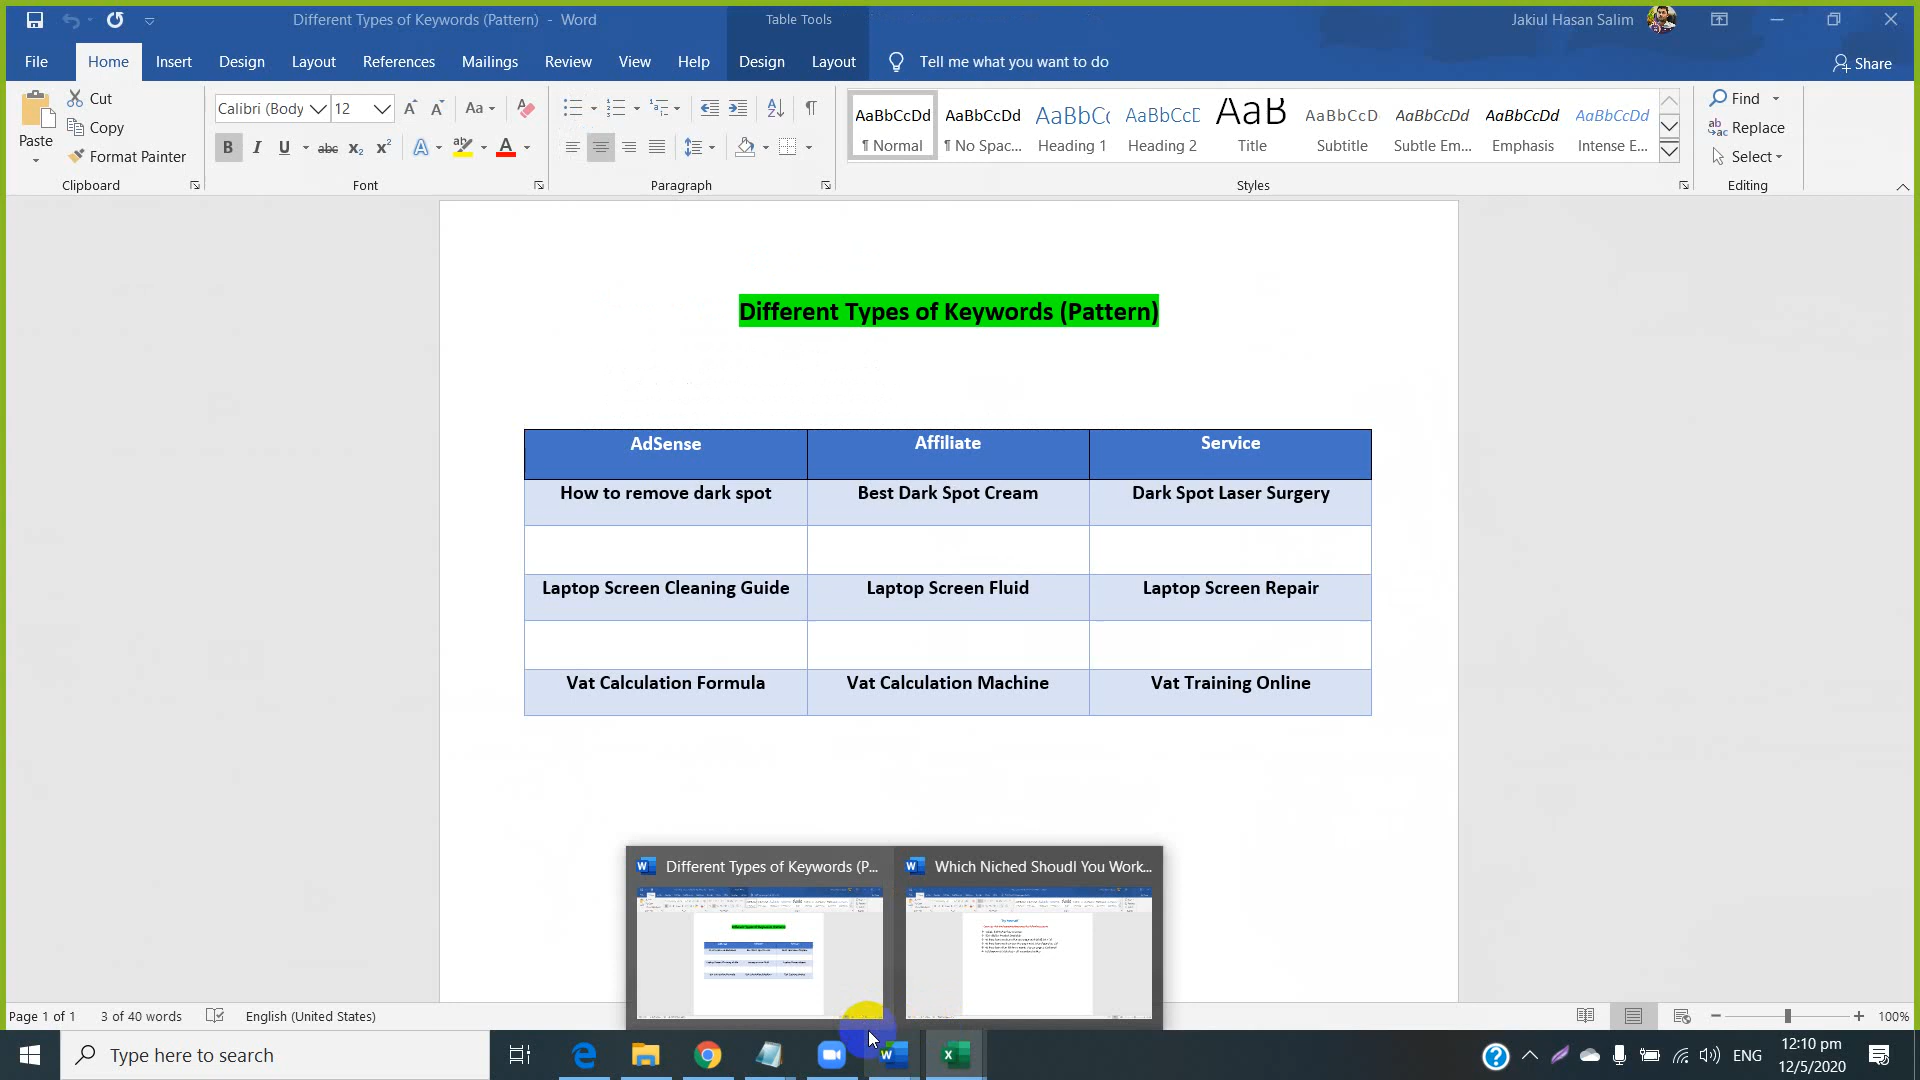 Different Types of Keywords (Pattern) - Word
Table Tools
Jakiul Hasan Salim
File Home Insert Design Layout References Mailings Review View Help Design Layout Tell me what you want to do Share
Paste
Cut
Copy
Format Painter
Clipboard
Calibri (Body 12
Aa
B I U abc x2 x2 A A
Font
Paragraph
AaBbCcDd AaBbCcDd AaBbCc AaBbCcD AaB AaBbCcD AaBbCcDd AaBbCcDd AaBbCcDd
¶ Normal ¶ No Spac... Heading 1 Heading 2 Title Subtitle Subtle Em... Emphasis Intense E...
Styles
Find
Replace
Select
Editing
Different Types of Keywords (Pattern)
AdSense Affiliate Service
How to remove dark spot Best Dark Spot Cream Dark Spot Laser Surgery
Laptop Screen Cleaning Guide Laptop Screen Fluid Laptop Screen Repair
Vat Calculation Formula Vat Calculation Machine Vat Training Online
Different Types of Keywords (P...
Which Niched Shoudl You Work...
Page 1 of 1 3 of 40 words English (United States) 100%
Type here to search
ENG
12:10 pm
12/5/2020